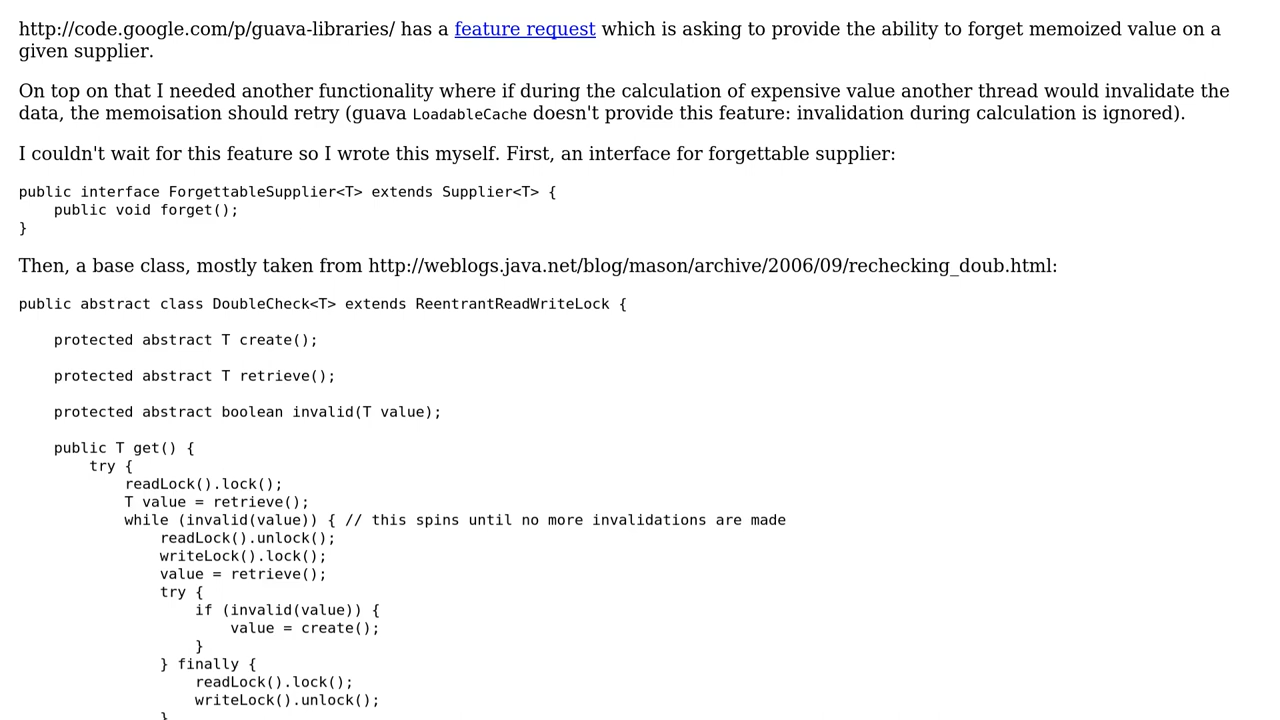 http://code.google.com/p/guava-libraries/ has a feature request which is asking to provide the ability to forget memoized value on a
given supplier.
On top on that I needed another functionality where if during the calculation of expensive value another thread would invalidate the
data, the memoisation should retry (guava LoadableCache doesn't provide this feature: invalidation during calculation is ignored).
I couldn't wait for this feature so I wrote this myself. First, an interface for forgettable supplier:
public interface ForgettableSupplier<T> extends Supplier<T> {
    public void forget();
}
Then, a base class, mostly taken from http://weblogs.java.net/blog/mason/archive/2006/09/rechecking_doub.html:
public abstract class DoubleCheck<T> extends ReentrantReadWriteLock {
    protected abstract T create();
    protected abstract T retrieve();
    protected abstract boolean invalid(T value);
    public T get() {
        try {
            readLock().lock();
            T value = retrieve();
            while (invalid(value)) { // this spins until no more invalidations are made
                readLock().unlock();
                writeLock().lock();
                value = retrieve();
                try {
                    if (invalid(value)) {
                        value = create();
                    }
                } finally {
                    readLock().lock();
                    writeLock().unlock();
                }